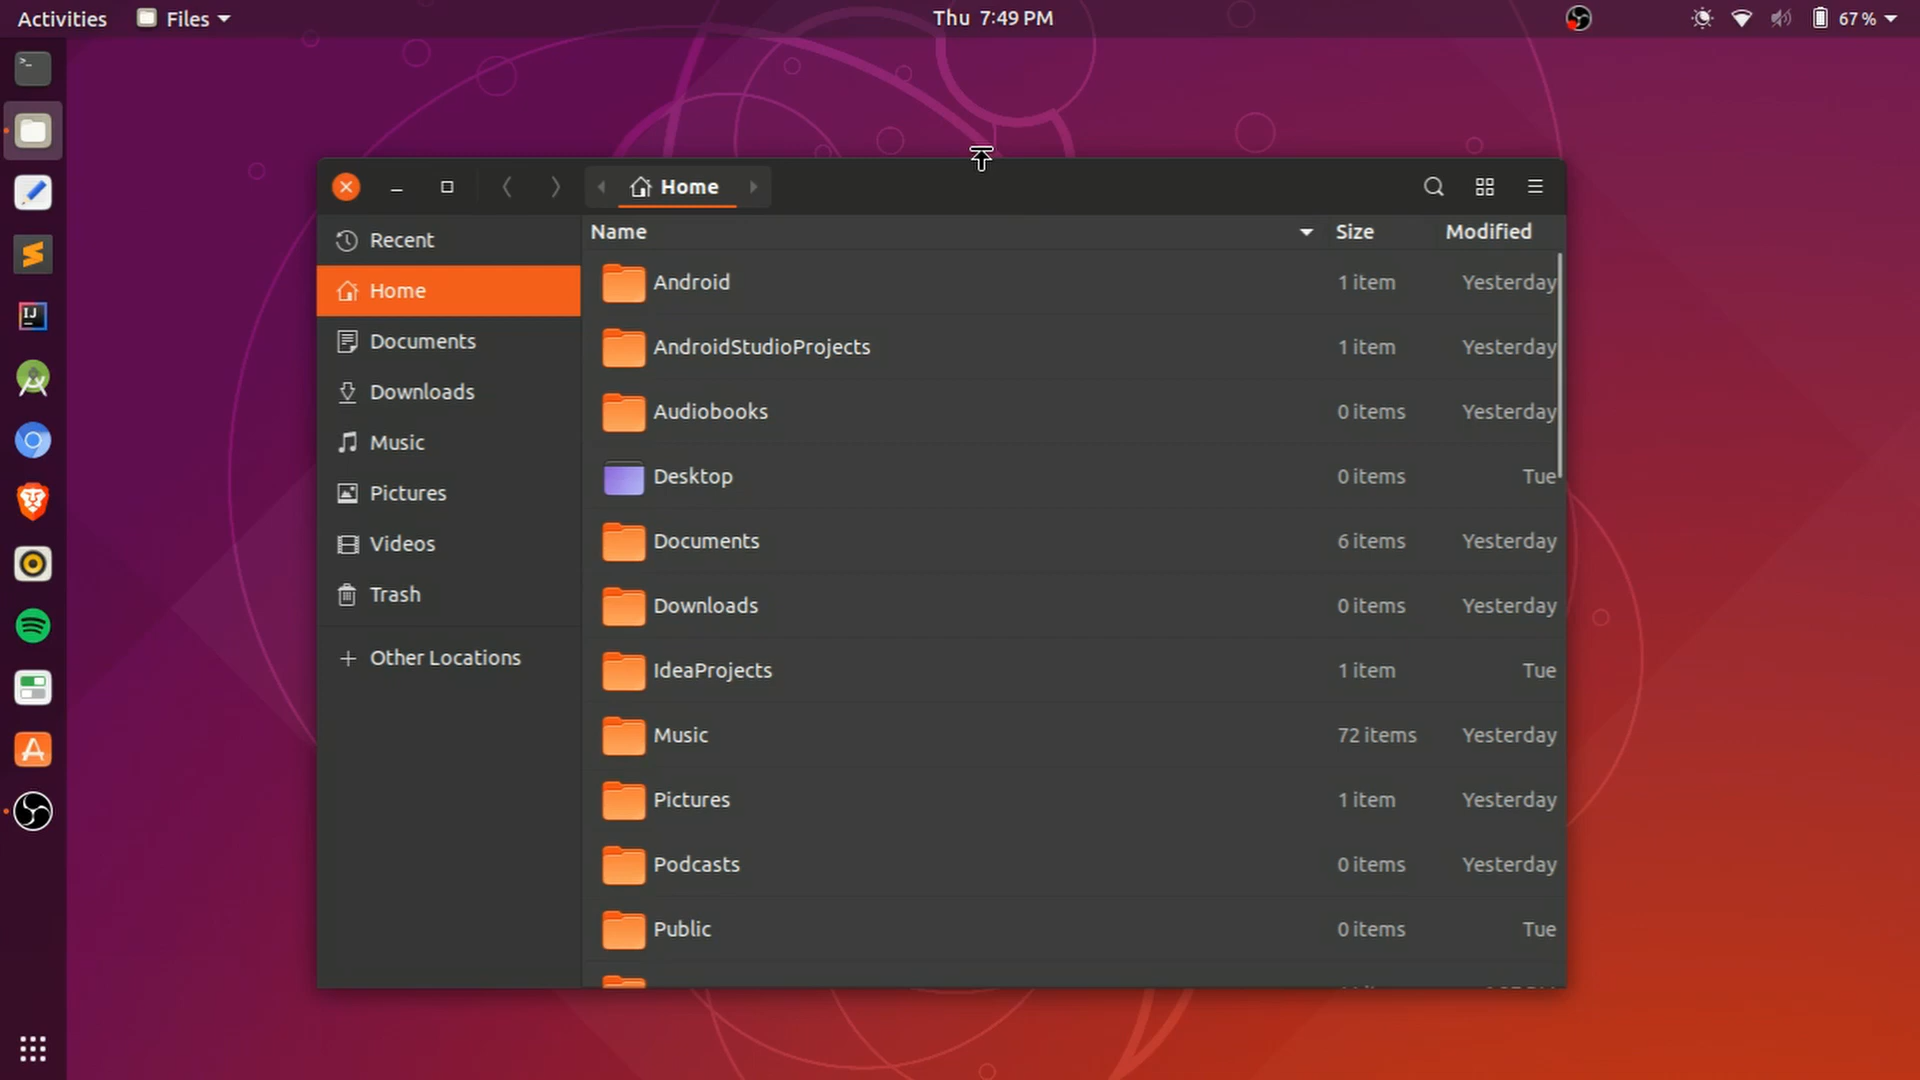 Activities Files Thu 7:49 PM 67 %
Home
Name Size Modified
Recent
Home
Documents
Downloads
Music
Pictures
Videos
Trash
Other Locations
Android 1 item Yesterday
AndroidStudioProjects 1 item Yesterday
Audiobooks 0 items Yesterday
Desktop 0 items Tue
Documents 6 items Yesterday
Downloads 0 items Yesterday
IdeaProjects 1 item Tue
Music 72 items Yesterday
Pictures 1 item Yesterday
Podcasts 0 items Yesterday
Public 0 items Tue
IJ